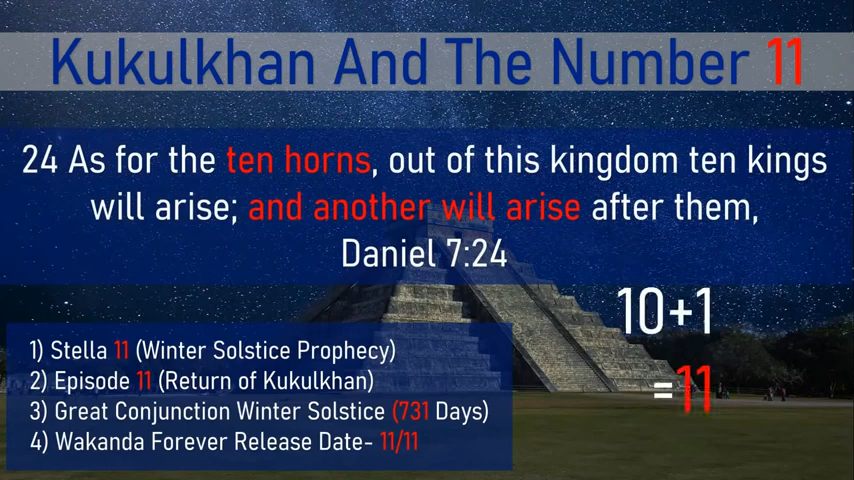 Kukulkhan And The Number 11
24 As for the ten horns, out of this kingdom ten kings
will arise; and another will arise after them,
Daniel 7:24
10+1
=11
1) Stella 11 (Winter Solstice Prophecy)
2) Episode 11 (Return of Kukulkhan)
3) Great Conjunction Winter Solstice (731 Days)
4) Wakanda Forever Release Date- 11/11